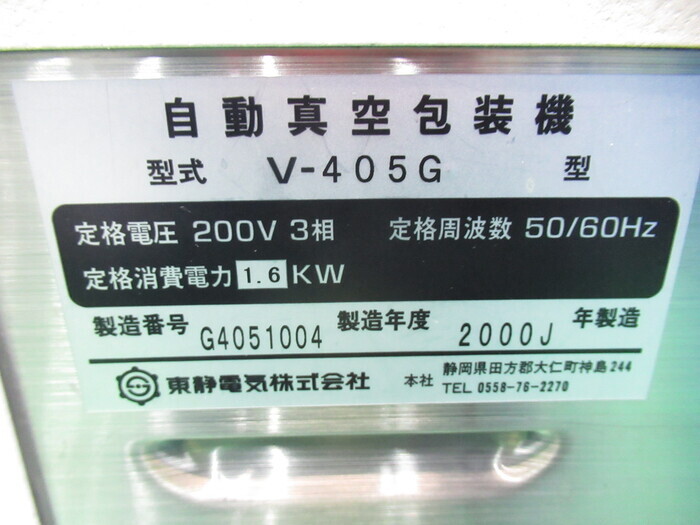 自動真空包装機
型式 V-405G 型
定格電圧 200V 3相 定格周波数 50/60Hz
定格消費電力 1.6 KW
製造番号 G4051004 製造年度 2000J 年製造
東静電気株式会社 本社 静岡県田方郡大仁町神島244
TEL 0558-76-2270